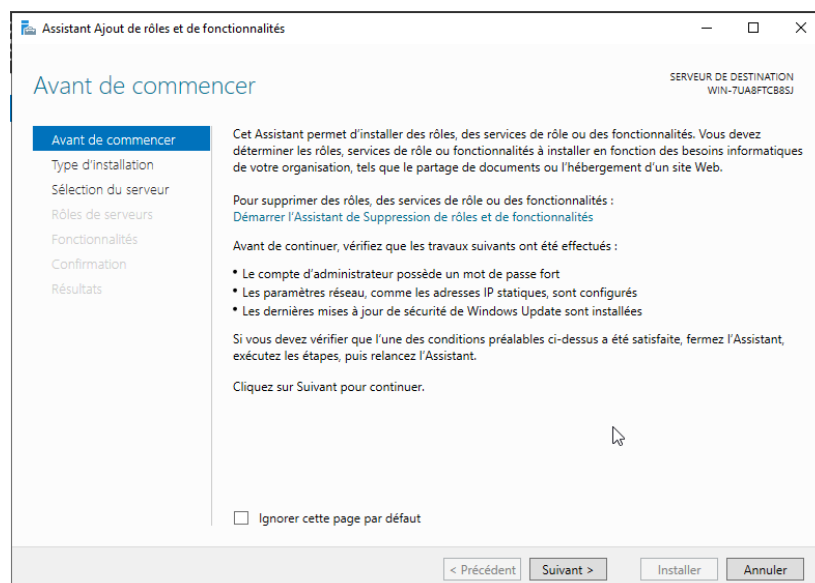 Assistant Ajout de rôles et de fonctionnalités
Avant de commencer
SERVEUR DE DESTINATION
WIN-7UA8FTCB8SJ
Avant de commencer
Type d'installation
Sélection du serveur
Rôles de serveurs
Fonctionnalités
Confirmation
Résultats
Cet Assistant permet d'installer des rôles, des services de rôle ou des fonctionnalités. Vous devez
déterminer les rôles, services de rôle ou fonctionnalités à installer en fonction des besoins informatiques
de votre organisation, tels que le partage de documents ou l'hébergement d'un site Web.
Pour supprimer des rôles, des services de rôle ou des fonctionnalités :
Démarrer l'Assistant de Suppression de rôles et de fonctionnalités
Avant de continuer, vérifiez que les travaux suivants ont été effectués :
• Le compte d'administrateur possède un mot de passe fort
• Les paramètres réseau, comme les adresses IP statiques, sont configurés
• Les dernières mises à jour de sécurité de Windows Update sont installées
Si vous devez vérifier que l'une des conditions préalables ci-dessus a été satisfaite, fermez l'Assistant,
exécutez les étapes, puis relancez l'Assistant.
Cliquez sur Suivant pour continuer.
Ignorer cette page par défaut
< Précédent
Suivant >
Installer
Annuler